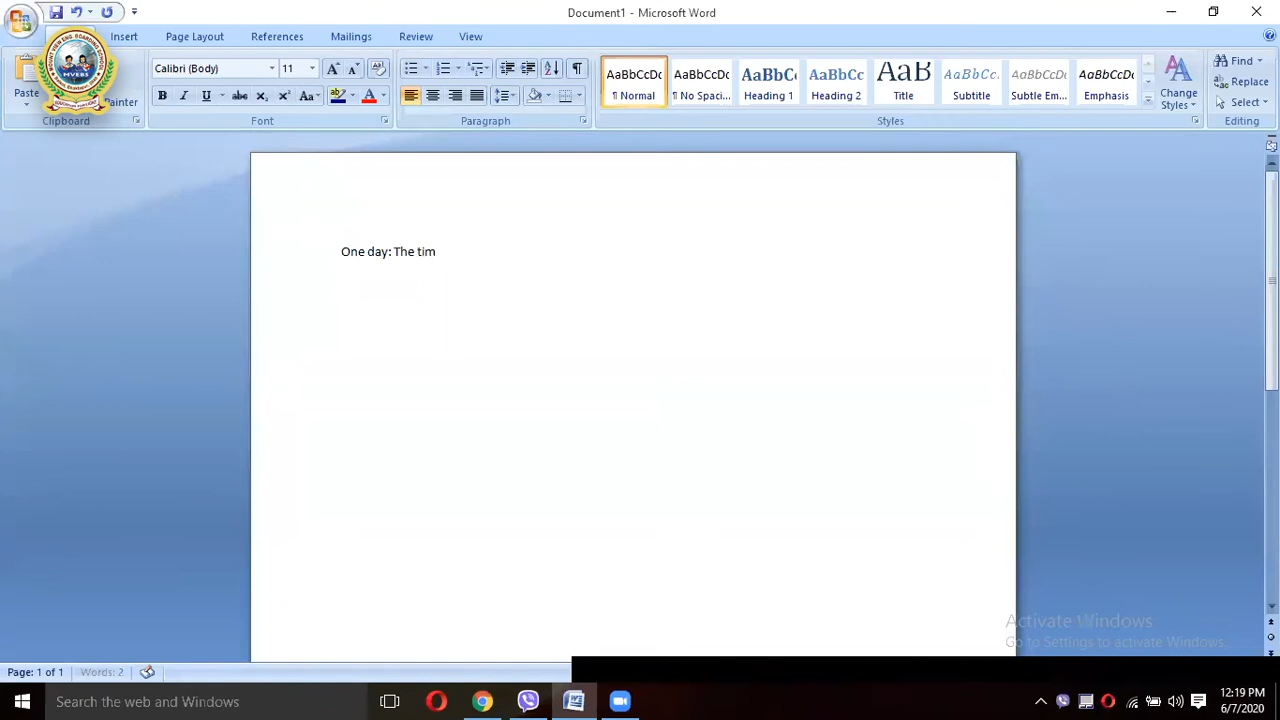 Document1 - Microsoft Word
Insert Page Layout References Mailings Review View
Paste
Painter
Clipboard
Calibri (Body) 11
Font
Paragraph
AaBbCcDc AaBbCcDc AaBbC AaBbCc AaB AaBbCc. AaBbCcDc AaBbCcDc
¶ Normal ¶ No Spaci... Heading 1 Heading 2 Title Subtitle Subtle Em... Emphasis
Change Styles
Styles
Find
Replace
Select
Editing
MVEBS
One day: The tim
Activate Windows
Go to Settings to activate Windows.
Page: 1 of 1 Words: 2
Search the web and Windows
12:19 PM
6/7/2020